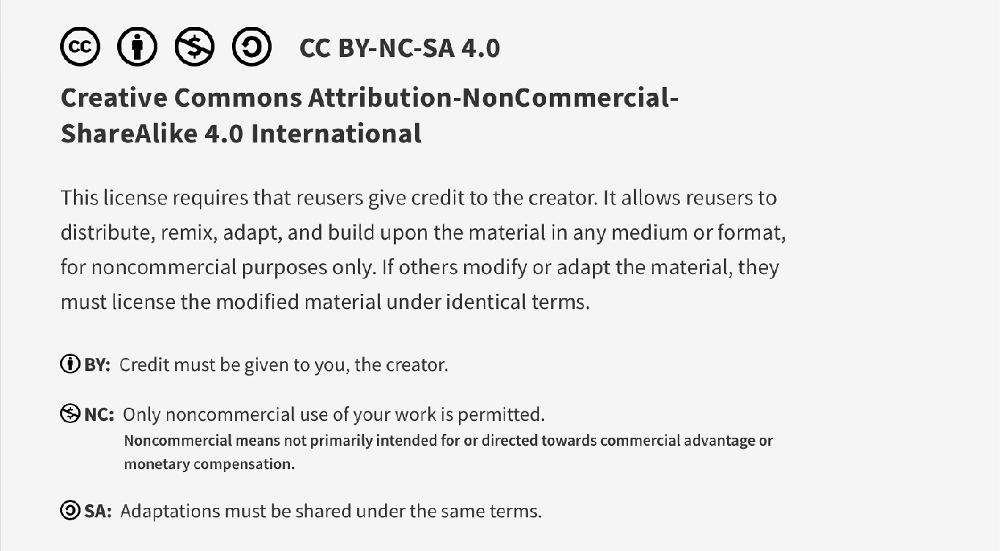 CC BY-NC-SA 4.0
Creative Commons Attribution-NonCommercial-
ShareAlike 4.0 International
This license requires that reusers give credit to the creator. It allows reusers to
distribute, remix, adapt, and build upon the material in any medium or format,
for noncommercial purposes only. If others modify or adapt the material, they
must license the modified material under identical terms.
BY: Credit must be given to you, the creator.
NC: Only noncommercial use of your work is permitted.
Noncommercial means not primarily intended for or directed towards commercial advantage or
monetary compensation.
SA: Adaptations must be shared under the same terms.